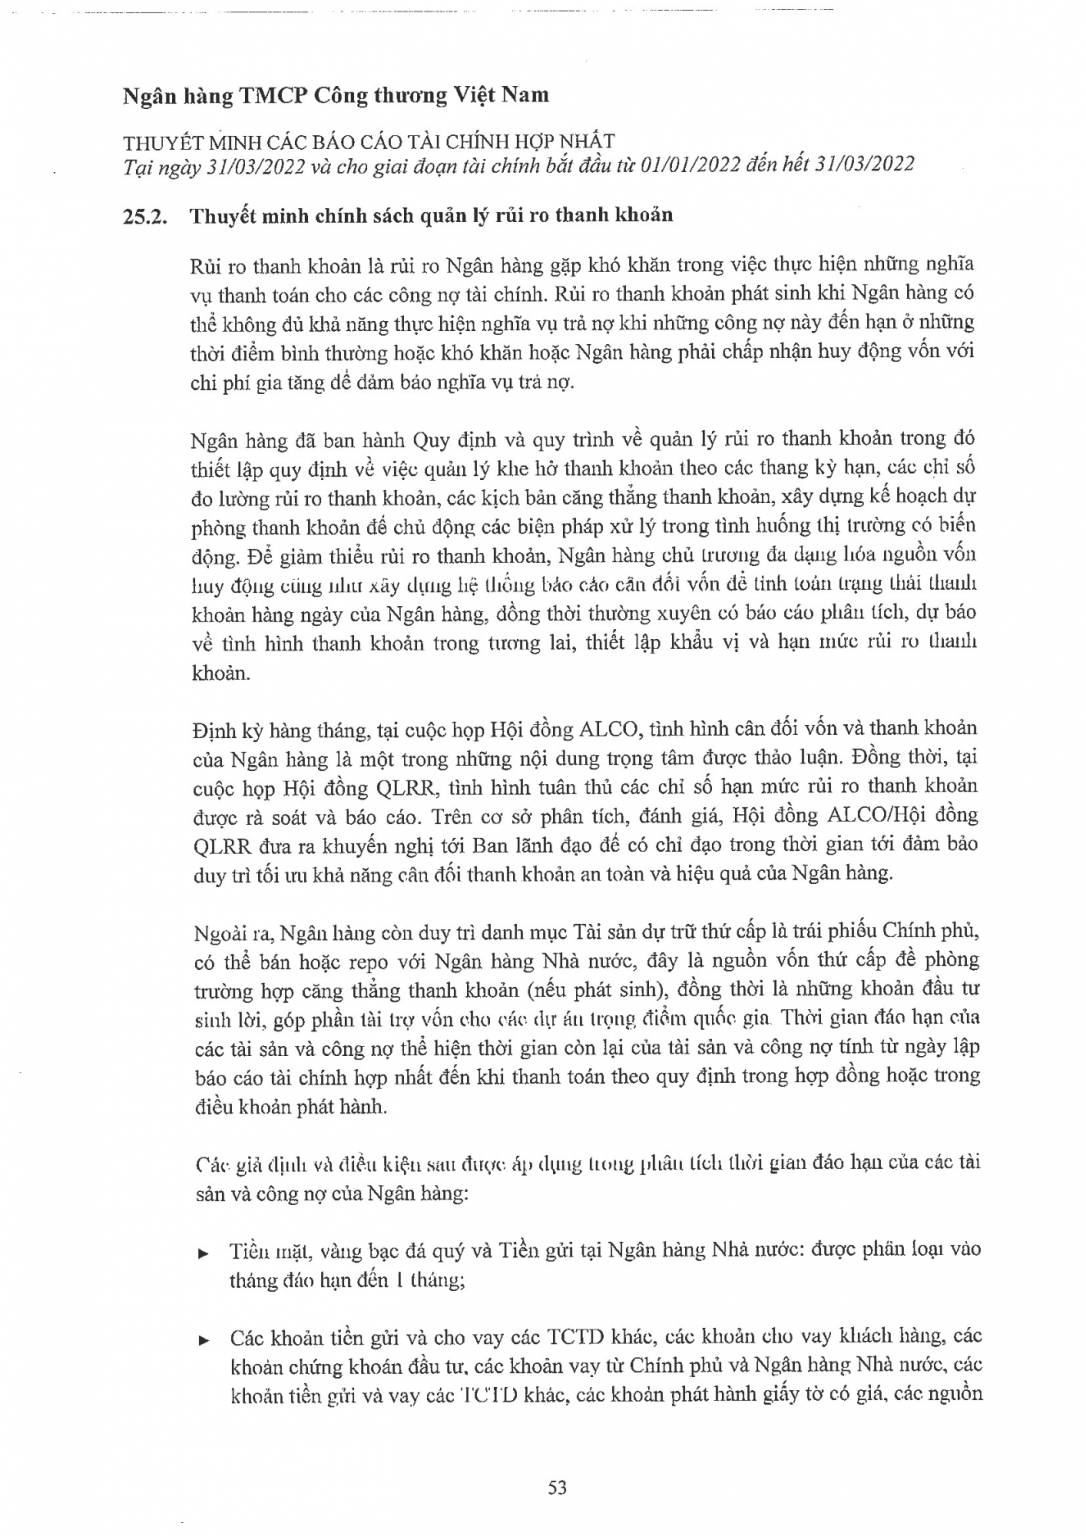 Ngân hàng TMCP Công thương Việt Nam
THUYẾT MINH CÁC BÁO CÁO TÀI CHÍNH HỢP NHẤT
Tại ngày 31/03/2022 và cho giai đoạn tài chính bắt đầu từ 01/01/2022 đến hết 31/03/2022
25.2. Thuyết minh chính sách quản lý rủi ro thanh khoản
Rủi ro thanh khoản là rủi ro Ngân hàng gặp khó khăn trong việc thực hiện những nghĩa
vụ thanh toán cho các công nợ tài chính. Rủi ro thanh khoản phát sinh khi Ngân hàng có
thể không đủ khả năng thực hiện nghĩa vụ trả nợ khi những công nợ này đến hạn ở những
thời điểm bình thường hoặc khó khăn hoặc Ngân hàng phải chấp nhận huy động vốn với
chi phí gia tăng để đảm bảo nghĩa vụ trả nợ.
Ngân hàng đã ban hành Quy định và quy trình về quản lý rủi ro thanh khoản trong đó
thiết lập quy định về việc quản lý khe hở thanh khoản theo các thang kỳ hạn, các chỉ số
đo lường rủi ro thanh khoản, các kịch bản căng thẳng thanh khoản, xây dựng kế hoạch dự
phòng thanh khoản để chủ động các biện pháp xử lý trong tình huống thị trường có biến
động. Để giảm thiểu rủi ro thanh khoản, Ngân hàng chủ trương đa dạng hóa nguồn vốn
huy động cũng như xây dựng hệ thống báo cáo cân đối vốn để tính toán trạng thái thanh
khoản hàng ngày của Ngân hàng, đồng thời thường xuyên có báo cáo phân tích, dự báo
về tình hình thanh khoản trong tương lai, thiết lập khẩu vị và hạn mức rủi ro thanh
khoản.
Định kỳ hàng tháng, tại cuộc họp Hội đồng ALCO, tình hình cân đối vốn và thanh khoản
của Ngân hàng là một trong những nội dung trọng tâm được thảo luận. Đồng thời, tại
cuộc họp Hội đồng QLRR, tình hình tuân thủ các chỉ số hạn mức rủi ro thanh khoản
được rà soát và báo cáo. Trên cơ sở phân tích, đánh giá, Hội đồng ALCO/Hội đồng
QLRR đưa ra khuyến nghị tới Ban lãnh đạo để có chỉ đạo trong thời gian tới đảm bảo
duy trì tối ưu khả năng cân đối thanh khoản an toàn và hiệu quả của Ngân hàng.
Ngoài ra, Ngân hàng còn duy trì danh mục Tài sản dự trữ thứ cấp là trái phiếu Chính phủ,
có thể bán hoặc repo với Ngân hàng Nhà nước, đây là nguồn vốn thứ cấp đề phòng
trường hợp căng thẳng thanh khoản (nếu phát sinh), đồng thời là những khoản đầu tư
sinh lời, góp phần tài trợ vốn cho các dự án trọng điểm quốc gia. Thời gian đáo hạn của
các tài sản và công nợ thể hiện thời gian còn lại của tài sản và công nợ tính từ ngày lập
báo cáo tài chính hợp nhất đến khi thanh toán theo quy định trong hợp đồng hoặc trong
điều khoản phát hành.
Các giả định và điều kiện sau được áp dụng trong phân tích thời gian đáo hạn của các tài
sản và công nợ của Ngân hàng:
► Tiền mặt, vàng bạc đá quý và Tiền gửi tại Ngân hàng Nhà nước: được phân loại vào
tháng đáo hạn đến 1 tháng;
► Các khoản tiền gửi và cho vay các TCTD khác, các khoản cho vay khách hàng, các
khoản chứng khoán đầu tư, các khoản vay từ Chính phủ và Ngân hàng Nhà nước, các
khoản tiền gửi và vay các TCTD khác, các khoản phát hành giấy tờ có giá, các nguồn
53